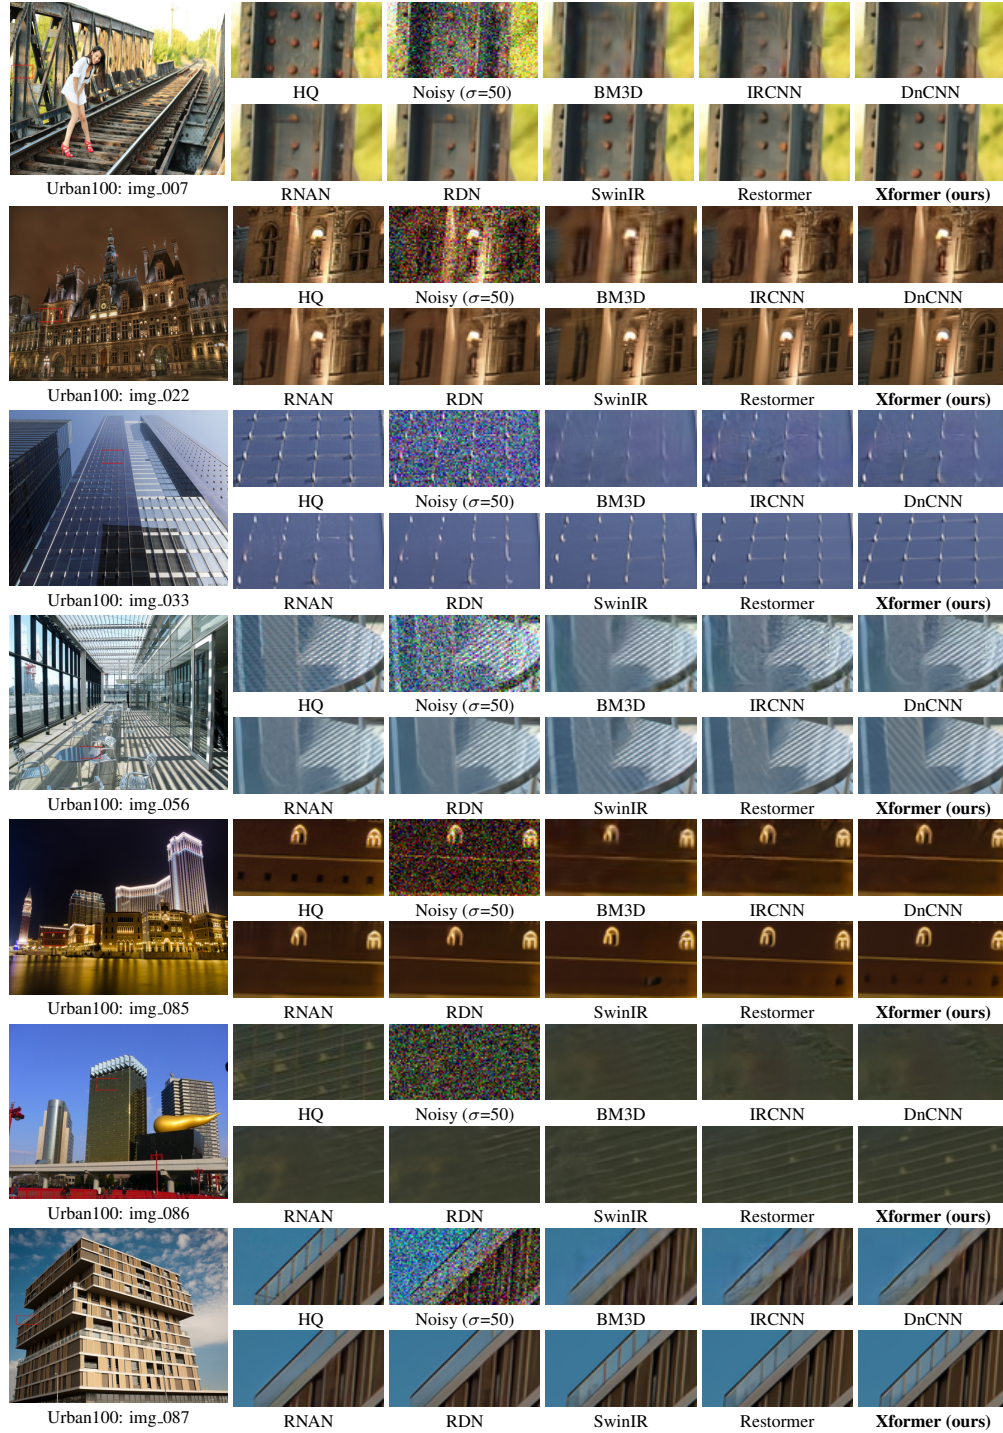 HQ Noisy (σ=50) BM3D IRCNN DnCNN
Urban100: img_007
RNAN RDN SwinIR Restormer Xformer (ours)
HQ Noisy (σ=50) BM3D IRCNN DnCNN
Urban100: img_022
RNAN RDN SwinIR Restormer Xformer (ours)
HQ Noisy (σ=50) BM3D IRCNN DnCNN
Urban100: img_033
RNAN RDN SwinIR Restormer Xformer (ours)
HQ Noisy (σ=50) BM3D IRCNN DnCNN
Urban100: img_056
RNAN RDN SwinIR Restormer Xformer (ours)
HQ Noisy (σ=50) BM3D IRCNN DnCNN
Urban100: img_085
RNAN RDN SwinIR Restormer Xformer (ours)
HQ Noisy (σ=50) BM3D IRCNN DnCNN
Urban100: img_086
RNAN RDN SwinIR Restormer Xformer (ours)
HQ Noisy (σ=50) BM3D IRCNN DnCNN
Urban100: img_087
RNAN RDN SwinIR Restormer Xformer (ours)